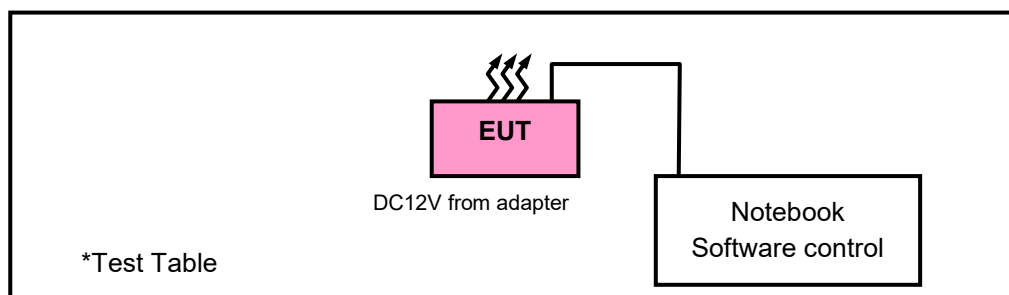 EUT
DC12V from adapter
Notebook
Software control
*Test Table